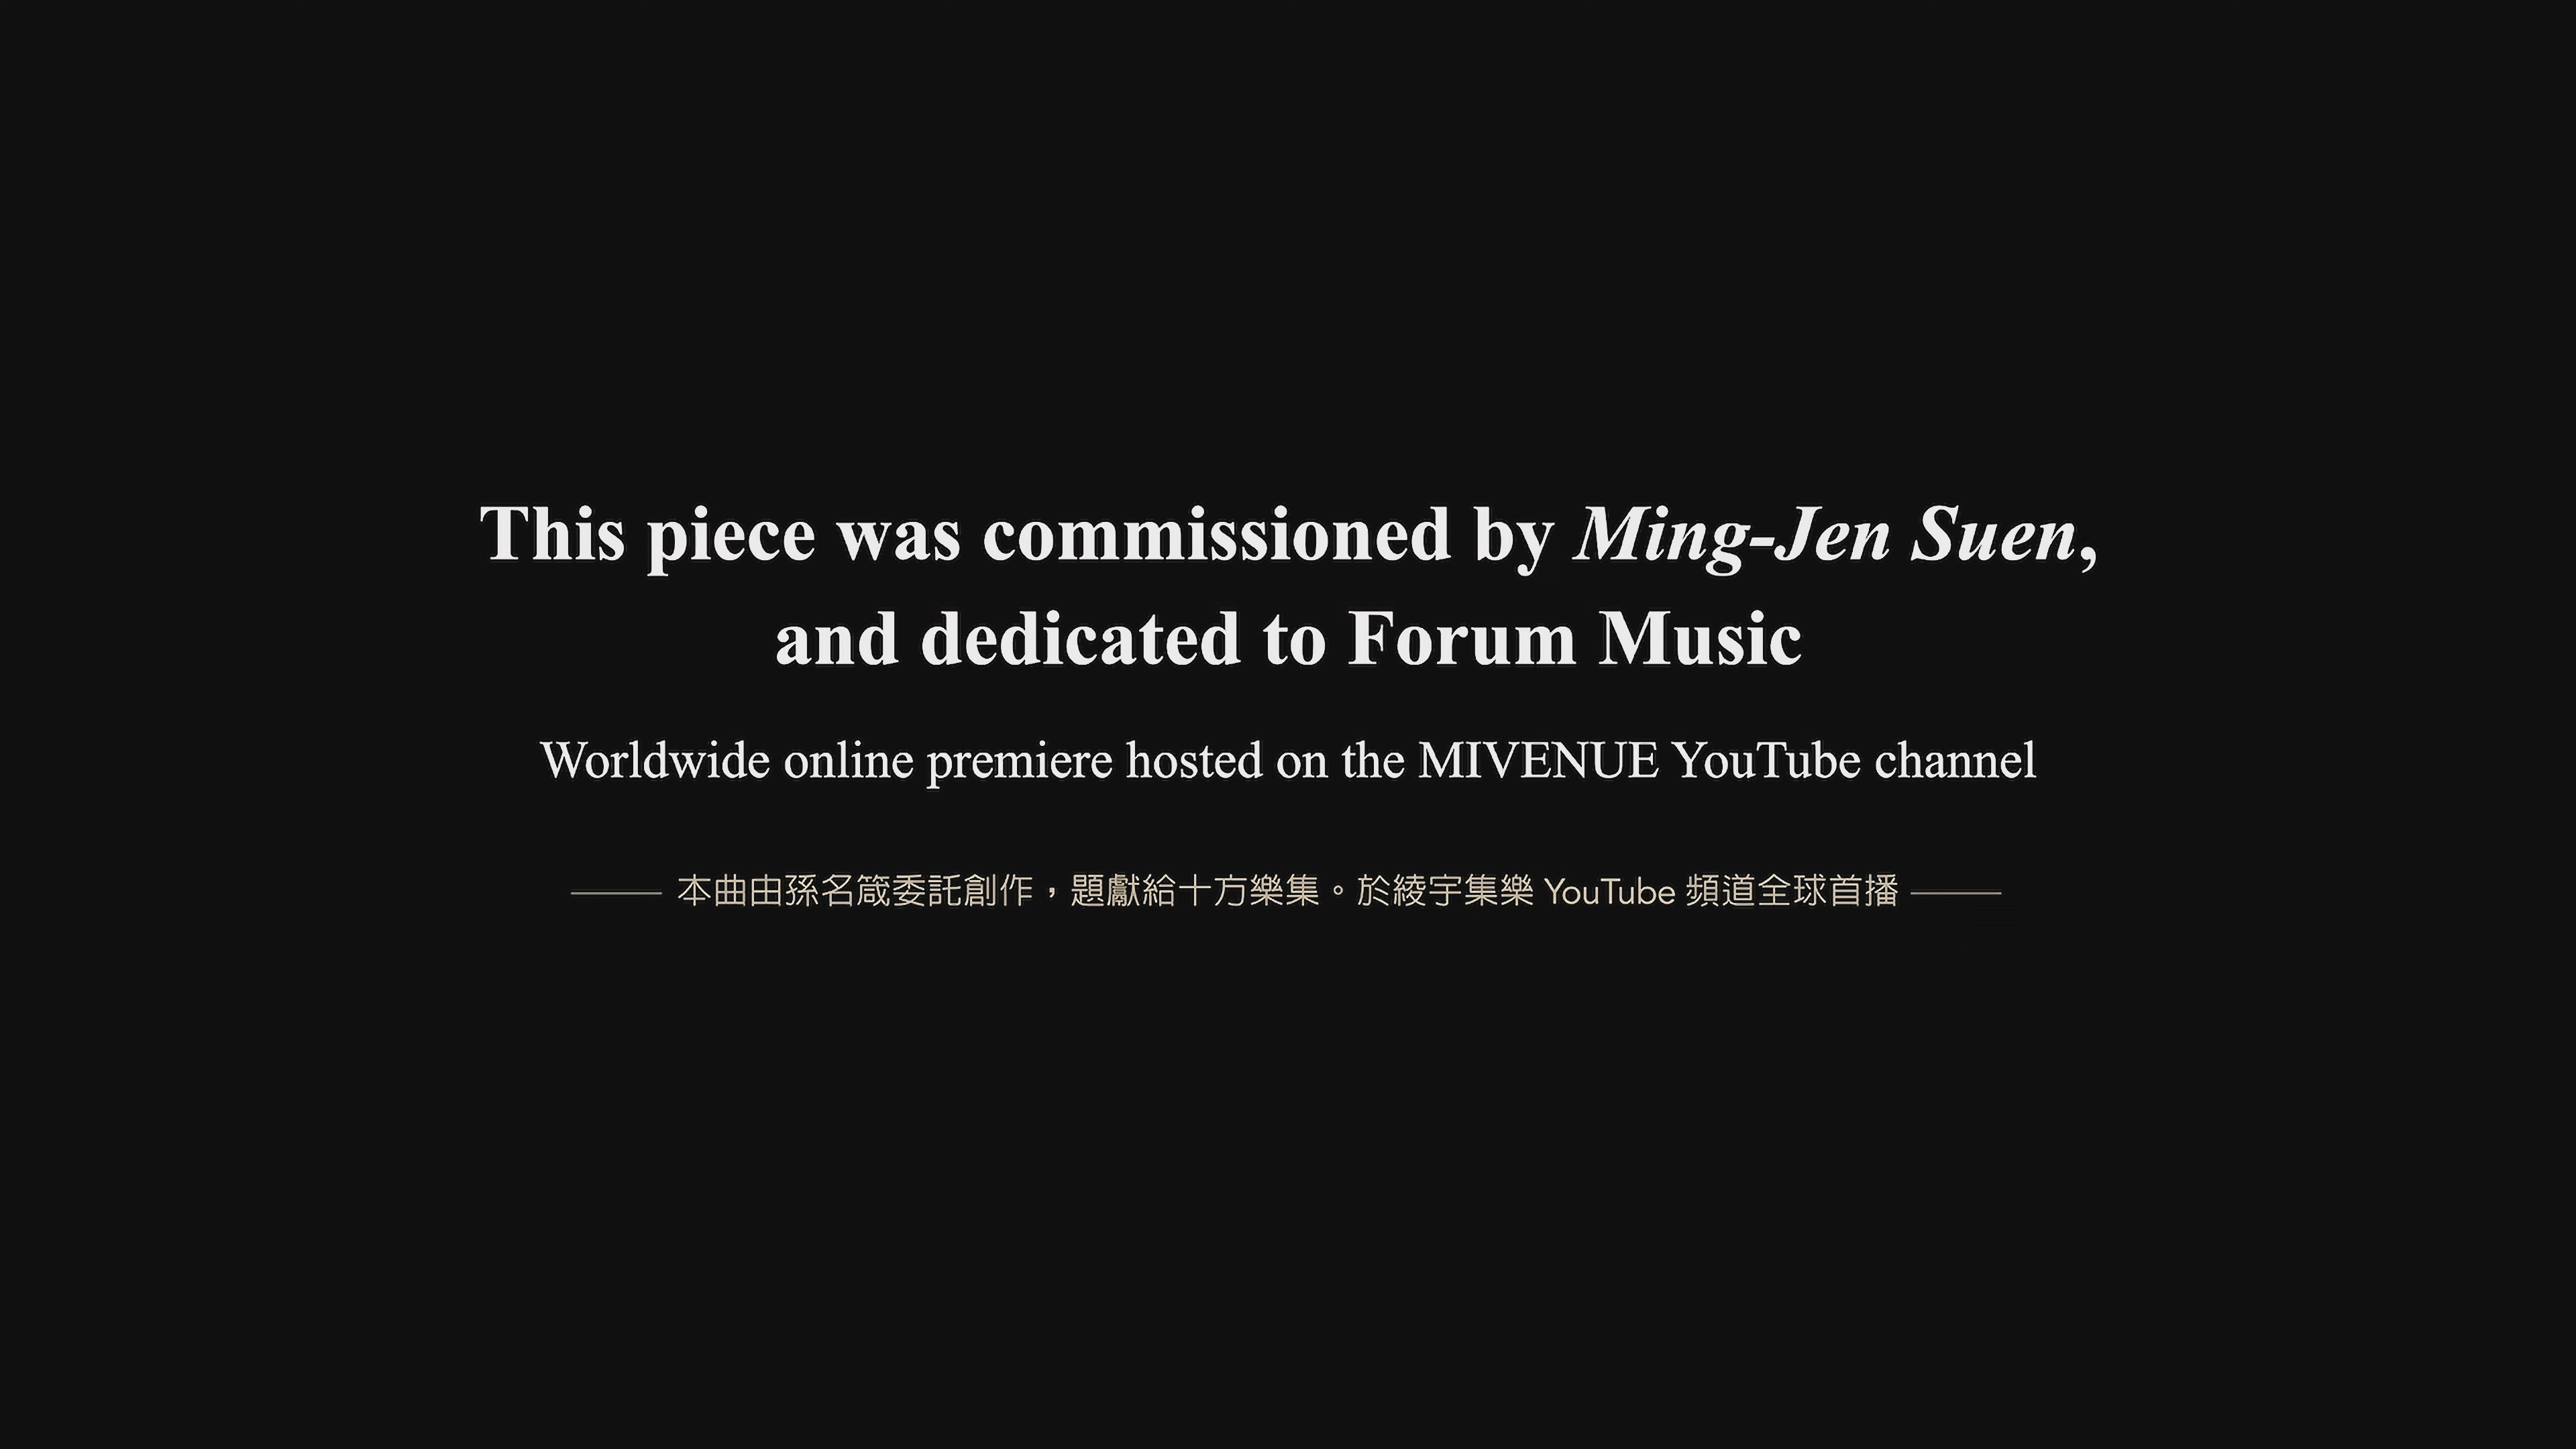 This piece was commissioned by Ming-Jen Suen,
and dedicated to Forum Music
Worldwide online premiere hosted on the MIVENUE YouTube channel
本曲由孫名箴委託創作，題獻給十方樂集。於綾宇集樂 YouTube 頻道全球首播